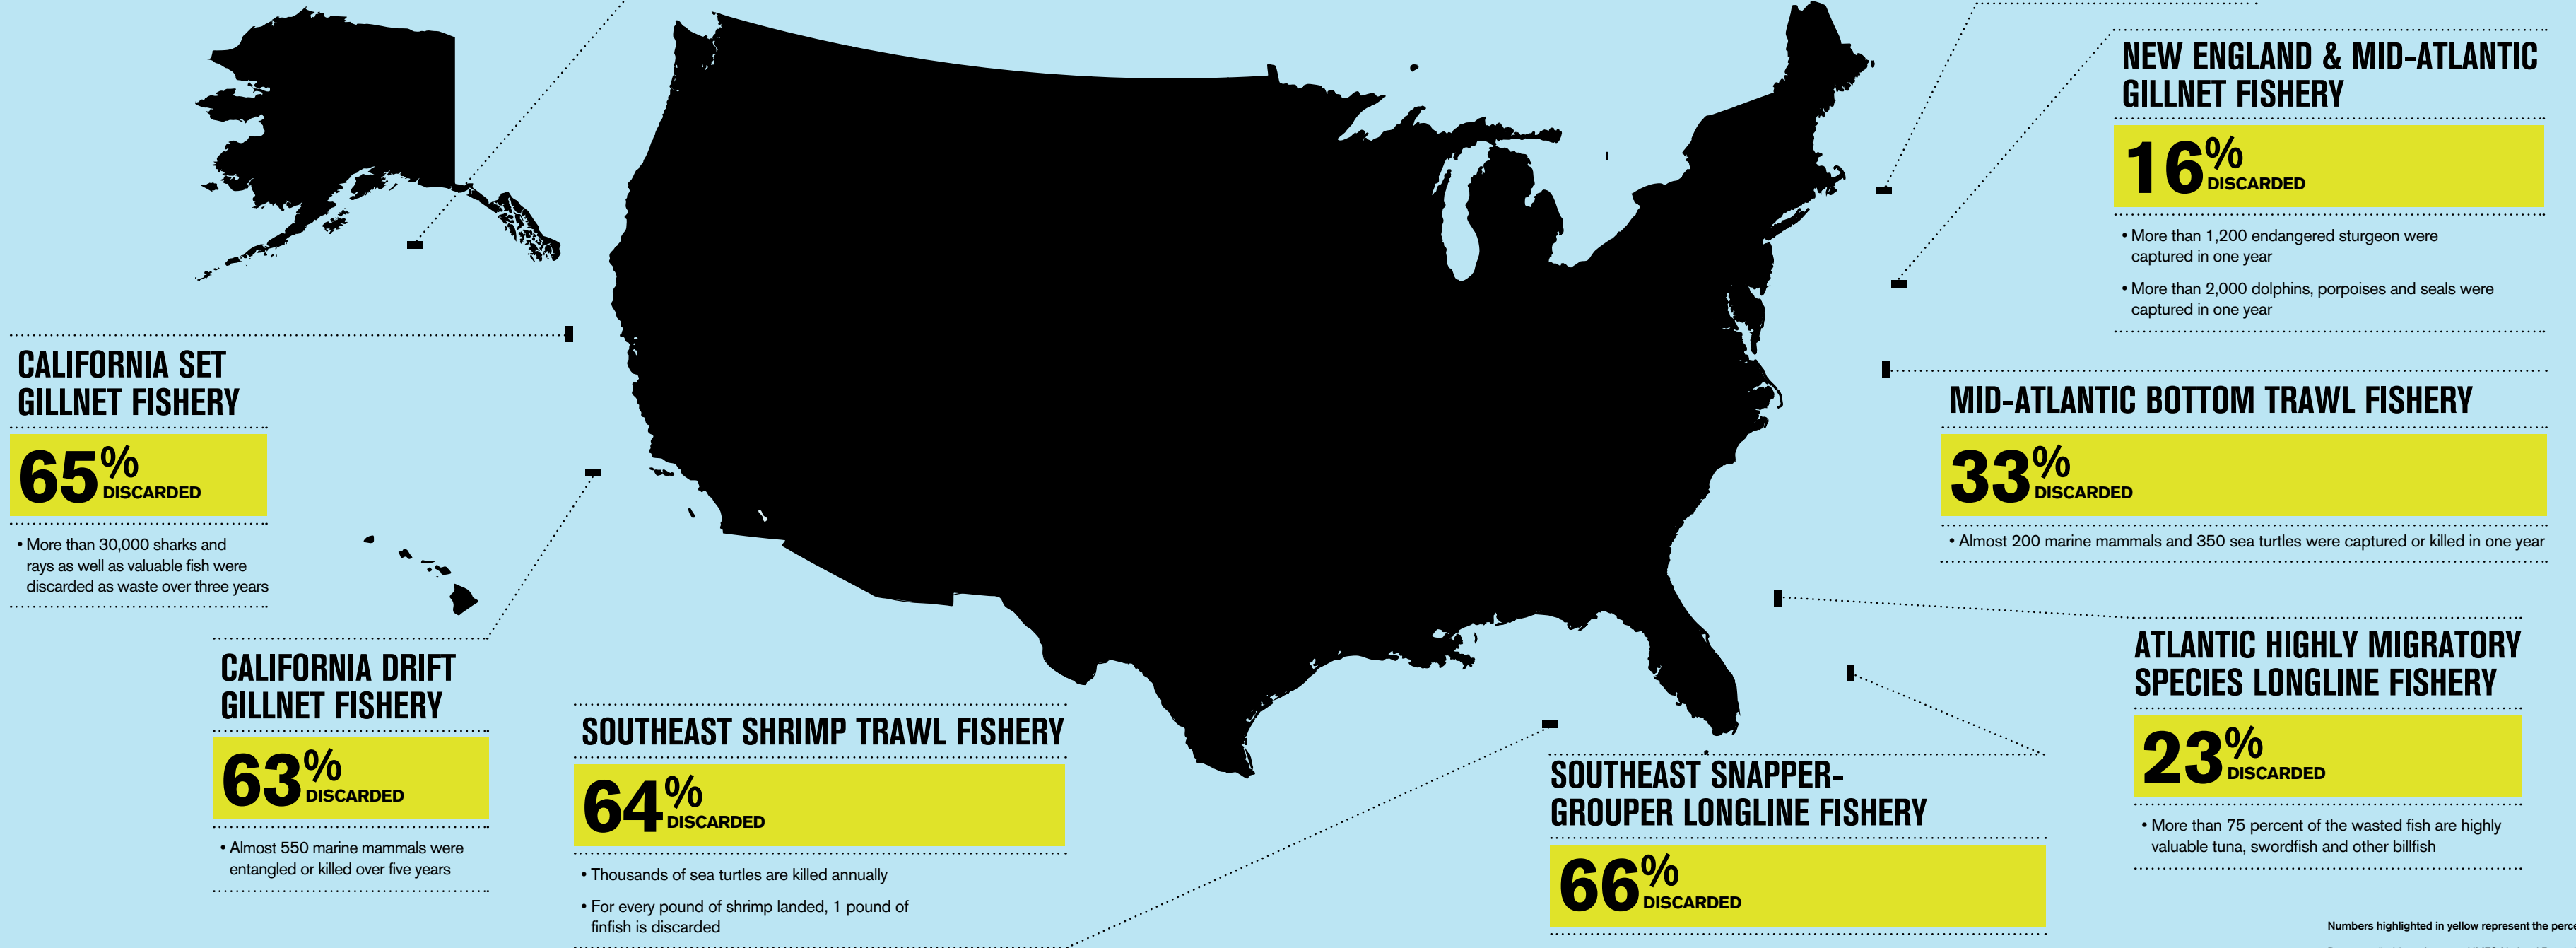 NEW ENGLAND & MID-ATLANTIC
GILLNET FISHERY
16%
DISCARDED
• More than 1,200 endangered sturgeon were
captured in one year
• More than 2,000 dolphins, porpoises and seals were
captured in one year
CALIFORNIA SET
GILLNET FISHERY
65%
DISCARDED
• More than 30,000 sharks and
rays as well as valuable fish were
discarded as waste over three years
MID-ATLANTIC BOTTOM TRAWL FISHERY
33%
DISCARDED
• Almost 200 marine mammals and 350 sea turtles were captured or killed in one year
CALIFORNIA DRIFT
GILLNET FISHERY
63%
DISCARDED
• Almost 550 marine mammals were
entangled or killed over five years
SOUTHEAST SHRIMP TRAWL FISHERY
64%
DISCARDED
• Thousands of sea turtles are killed annually
• For every pound of shrimp landed, 1 pound of
finfish is discarded
SOUTHEAST SNAPPER-
GROUPER LONGLINE FISHERY
66%
DISCARDED
ATLANTIC HIGHLY MIGRATORY
SPECIES LONGLINE FISHERY
23%
DISCARDED
• More than 75 percent of the wasted fish are highly
valuable tuna, swordfish and other billfish
Numbers highlighted in yellow represent the perc